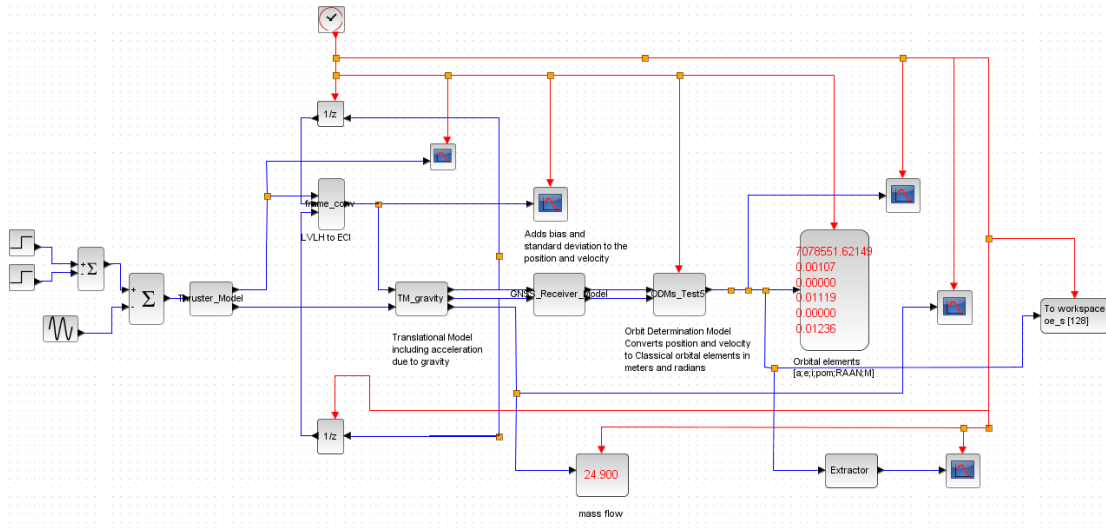 1/z
frame_conv
LVLH to ECI
Adds bias and
standard deviation to the
position and velocity
+
-
Σ
+
-
Σ
Thruster_Model
TM_gravity
Translational Model
including acceleration
due to gravity
GNSS_Receiver_Model
ODMs_Test5
Orbit Determination Model
Converts position and velocity
to Classical orbital elements in
meters and radians
7078551.62149
0.00107
0.00000
0.01119
0.00000
0.01236
Orbital elements
[a;e;i;pom;RAAN;M]
To workspace
oe_s [128]
1/z
24.900
mass flow
Extractor